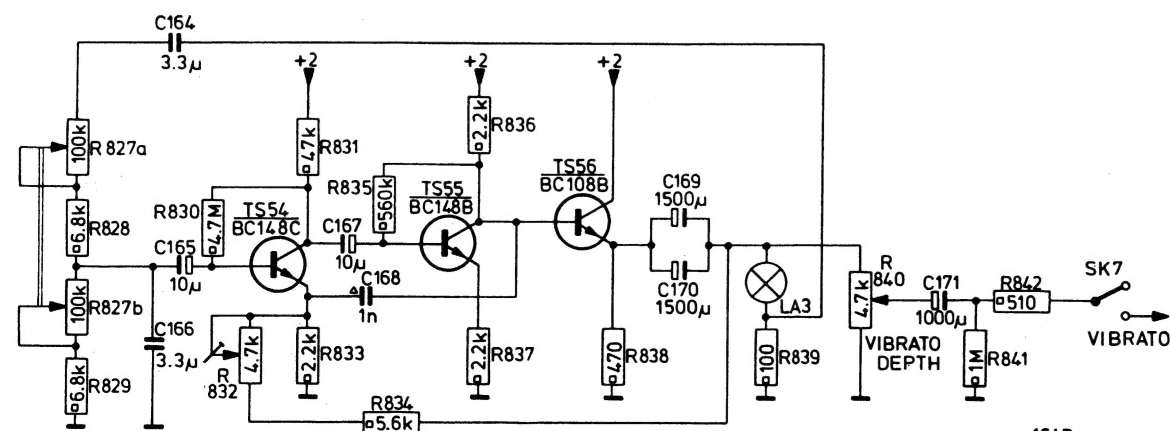 C164
3.3µ
+2
+2
+2
100k
R827a
47k
R831
2.2k
R836
R835
560k
TS55
BC148B
TS56
BC108B
C169
1500µ
R830
4.7M
TS54
BC148C
C167
10µ
6.8k
R828
C165
10µ
C168
1n
C170
1500µ
LA3
R
840
4.7k
C171
1000µ
R842
510
SK7
VIBRATO
100k
R827b
C166
3.3µ
4.7k
R
832
2.2k
R833
2.2k
R837
470
R838
100
R839
VIBRATO
DEPTH
1M
R841
6.8k
R829
R834
5.6k